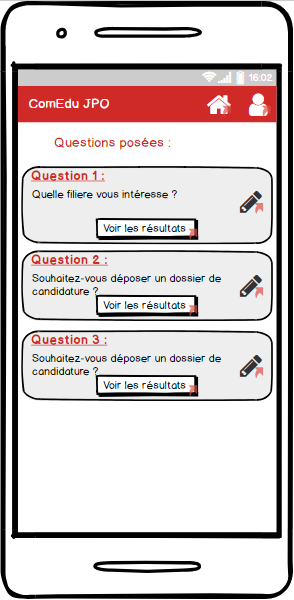 16:02
ComEdu JPO
Questions posées :
Question 1 :
Quelle filiere vous intéresse ?
Voir les résultats
Question 2 :
Souhaitez-vous déposer un dossier de
candidature ?
Voir les résultats
Question 3 :
Souhaitez-vous déposer un dossier de
candidature ?
Voir les résultats